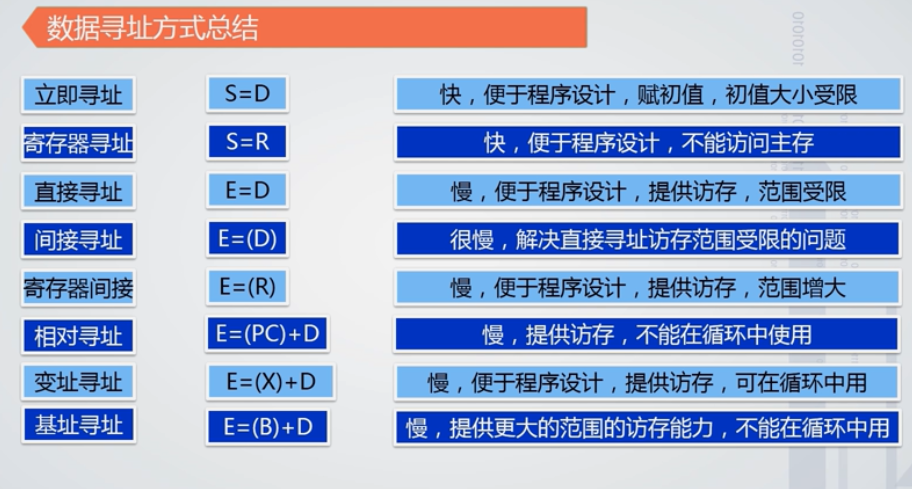 数据寻址方式总结
立即寻址 S=D 快，便于程序设计，赋初值，初值大小受限
寄存器寻址 S=R 快，便于程序设计，不能访问主存
直接寻址 E=D 慢，便于程序设计，提供访存，范围受限
间接寻址 E=(D) 很慢，解决直接寻址访存范围受限的问题
寄存器间接 E=(R) 慢，便于程序设计，提供访存，范围增大
相对寻址 E=(PC)+D 慢，提供访存，不能在循环中使用
变址寻址 E=(X)+D 慢，便于程序设计，提供访存，可在循环中用
基址寻址 E=(B)+D 慢，提供更大的范围的访存能力，不能在循环中用